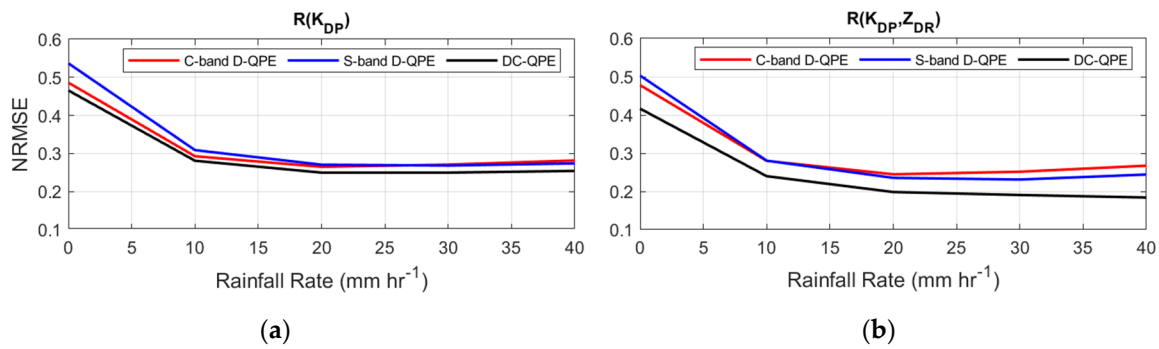 R(K_DP)
C-band D-QPE S-band D-QPE DC-QPE
NRMSE
0.6
0.5
0.4
0.3
0.2
0.1
0 5 10 15 20 25 30 35 40
Rainfall Rate (mm hr^-1)
(a)
R(K_DP,Z_DR)
C-band D-QPE S-band D-QPE DC-QPE
0.6
0.5
0.4
0.3
0.2
0.1
0 5 10 15 20 25 30 35 40
Rainfall Rate (mm hr^-1)
(b)